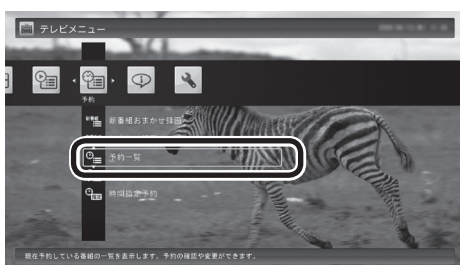 テレビメニュー
予約
新番組おまかせ録画
予約一覧
時間指定予約
現在予約している番組の一覧を表示します。予約の確認や変更ができます。